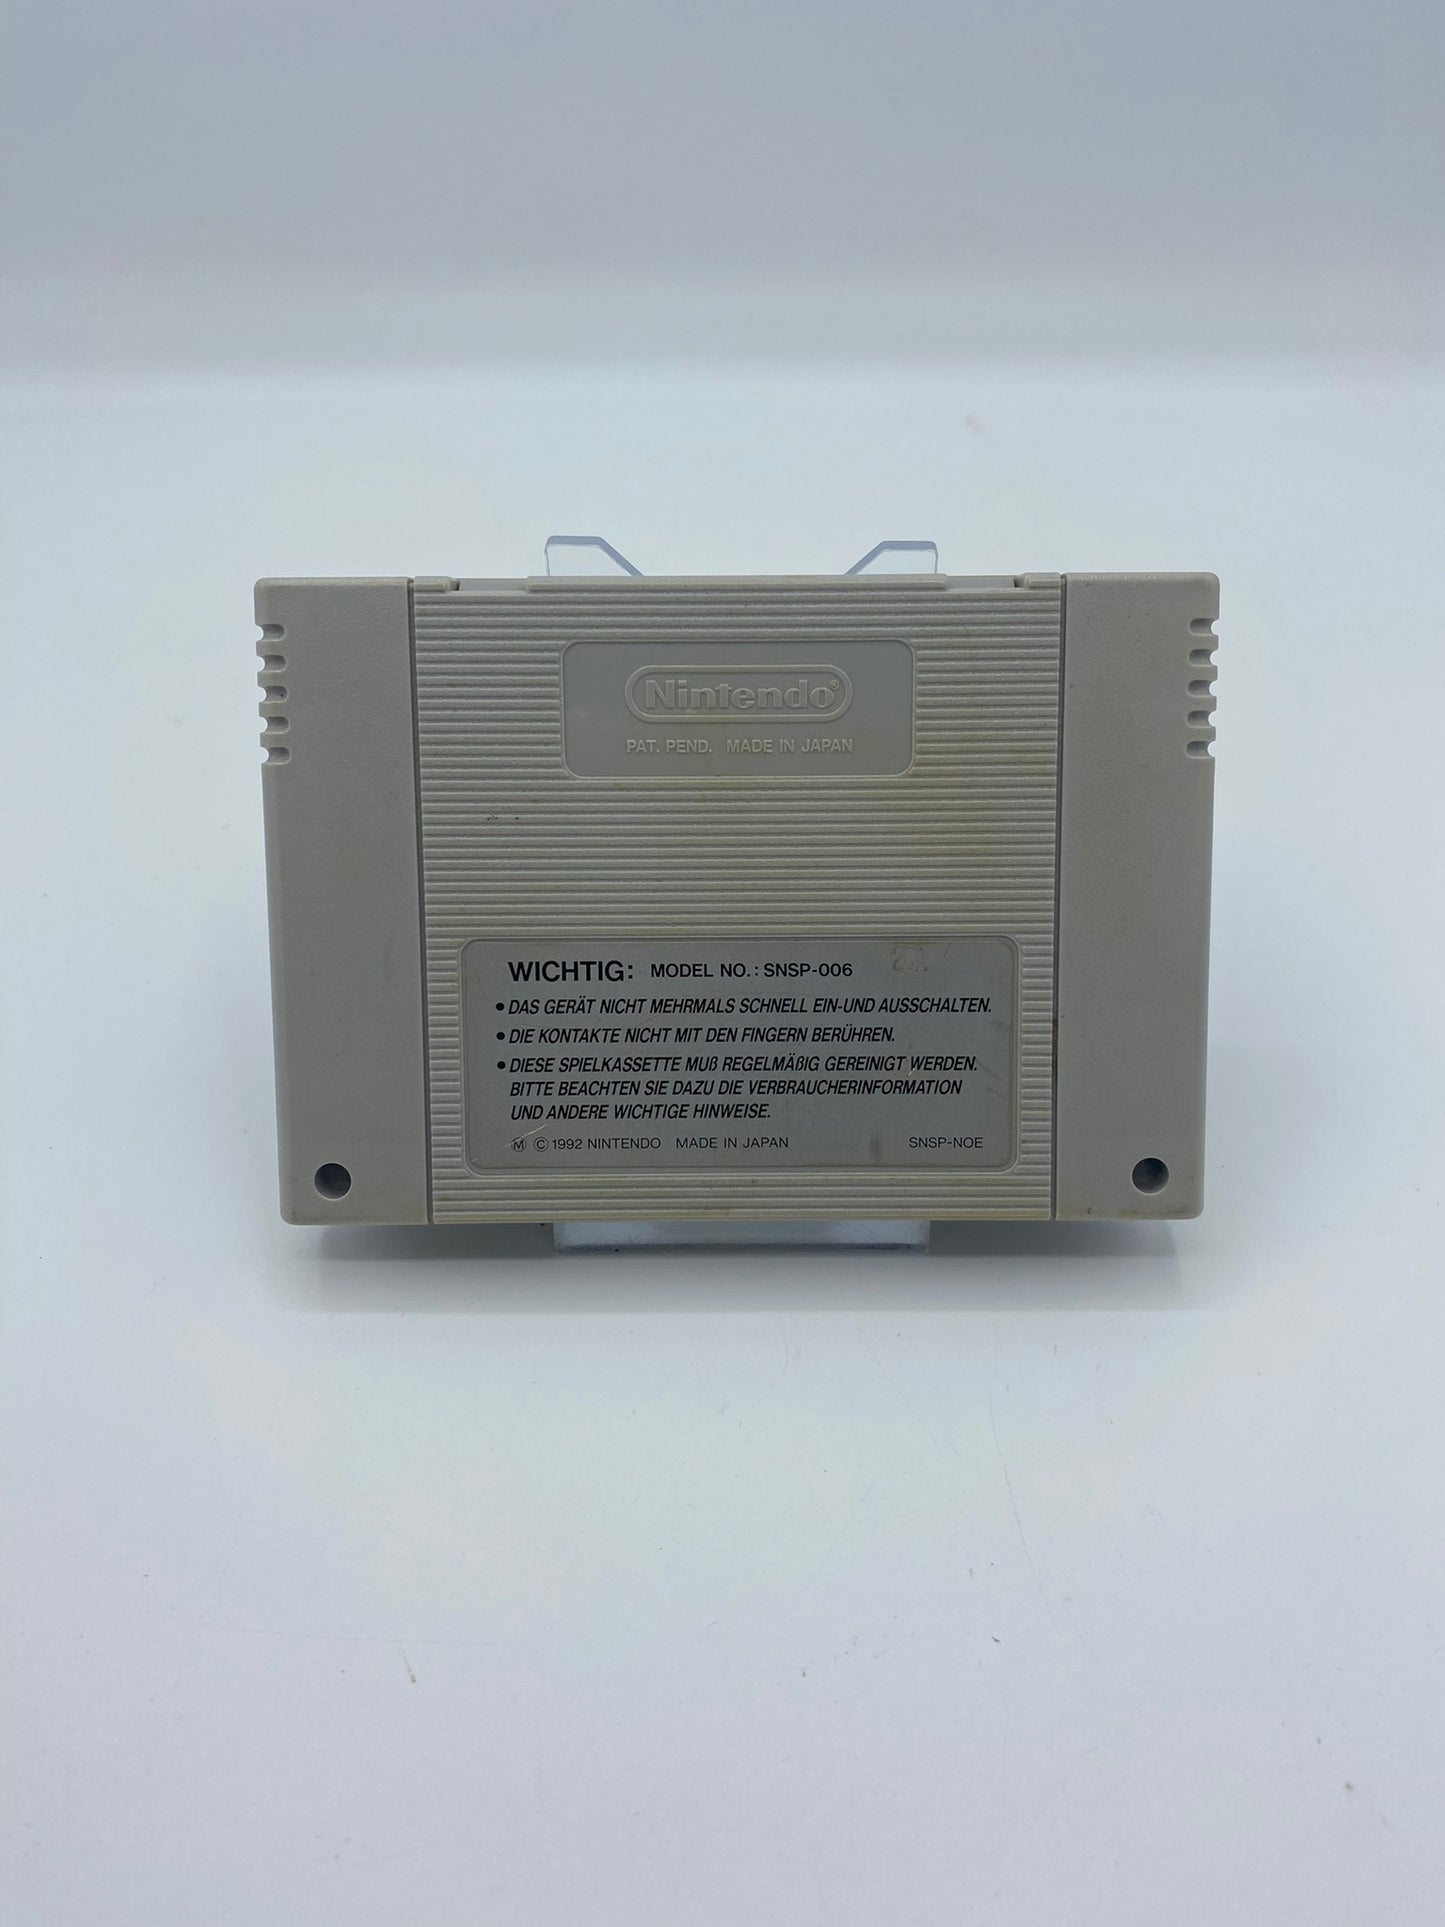 Nintendo®
PAT. PEND. MADE IN JAPAN
WICHTIG: MODEL NO.: SNSP-006
• DAS GERÄT NICHT MEHRMALS SCHNELL EIN-UND AUSSCHALTEN.
• DIE KONTAKTE NICHT MIT DEN FINGERN BERÜHREN.
• DIESE SPIELKASSETTE MUß REGELMÄßIG GEREINIGT WERDEN.
BITTE BEACHTEN SIE DAZU DIE VERBRAUCHERINFORMATION
UND ANDERE WICHTIGE HINWEISE.
Ⓜ © 1992 NINTENDO MADE IN JAPAN SNSP-NOE